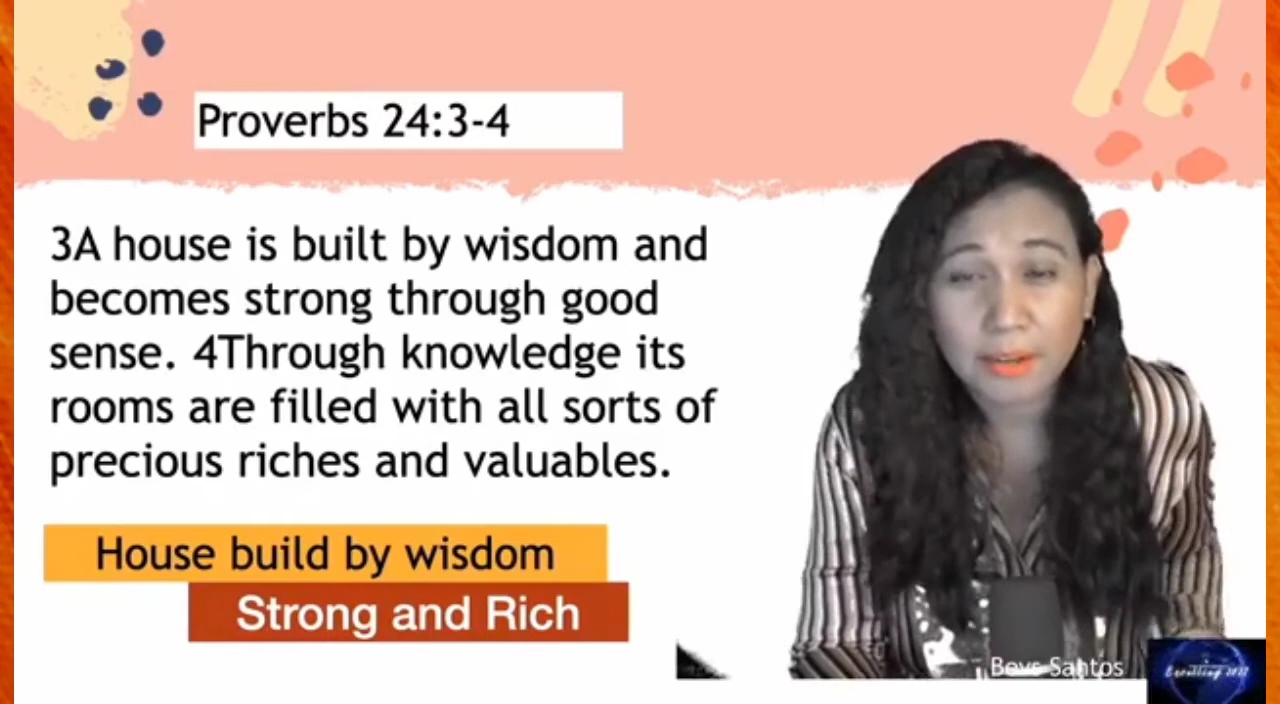 Proverbs 24:3-4
3A house is built by wisdom and
becomes strong through good
sense. 4Through knowledge its
rooms are filled with all sorts of
precious riches and valuables.
House build by wisdom
Strong and Rich
Bevs Santos